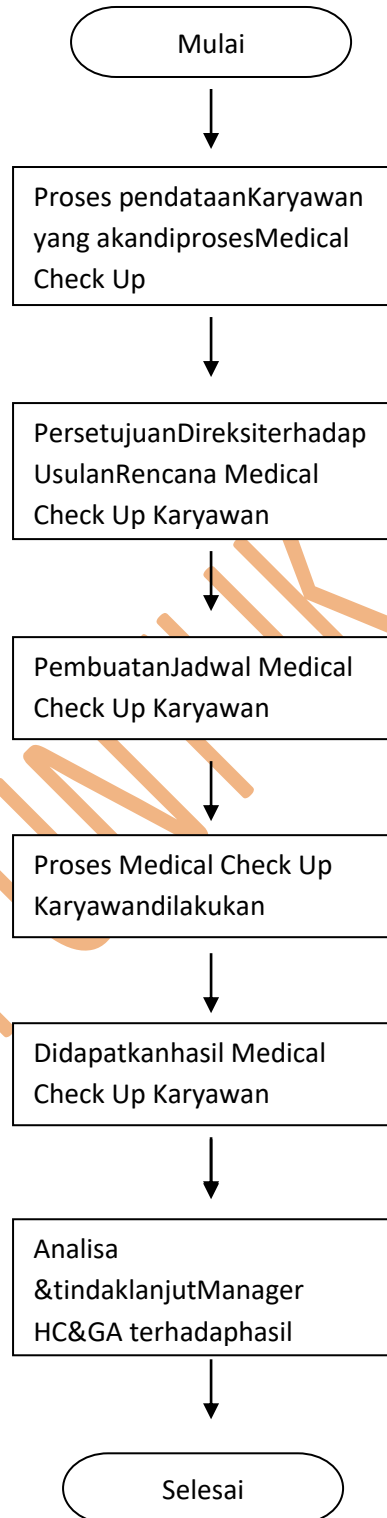 Mulai
Proses pendataanKaryawan
yang akandiprosesMedical
Check Up
PersetujuanDireksiterhadap
UsulanRencana Medical
Check Up Karyawan
PembuatanJadwal Medical
Check Up Karyawan
Proses Medical Check Up
Karyawandilakukan
Didapatkanhasil Medical
Check Up Karyawan
Analisa
&tindaklanjutManager
HC&GA terhadaphasil
Selesai